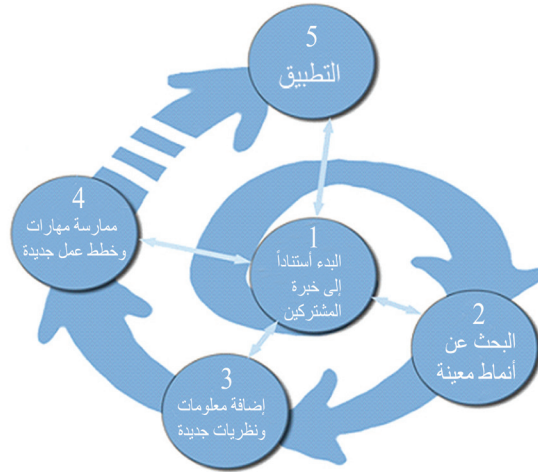 5
التطبيق
4
ممارسة مهارات
وخطط عمل جديدة
1
البدء أستناداً
إلى خبرة
المشتركين
2
البحث عن
أنماط معينة
3
إضافة معلومات
ونظريات جديدة